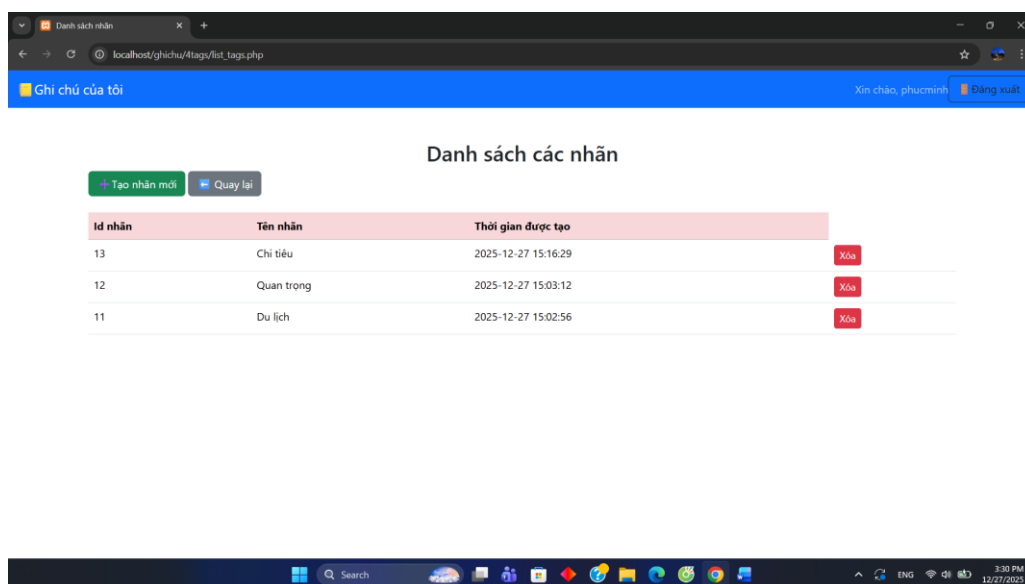 Danh sách nhãn
localhost/ghichu/4tags/list_tags.php
Ghi chú của tôi
Xin chào, phucminh Đăng xuất
Danh sách các nhãn
Tạo nhãn mới Quay lại
Id nhãn Tên nhãn Thời gian được tạo
13 Chi tiêu 2025-12-27 15:16:29 Xóa
12 Quan trọng 2025-12-27 15:03:12 Xóa
11 Du lịch 2025-12-27 15:02:56 Xóa
Search ENG 3:30 PM
12/27/2025